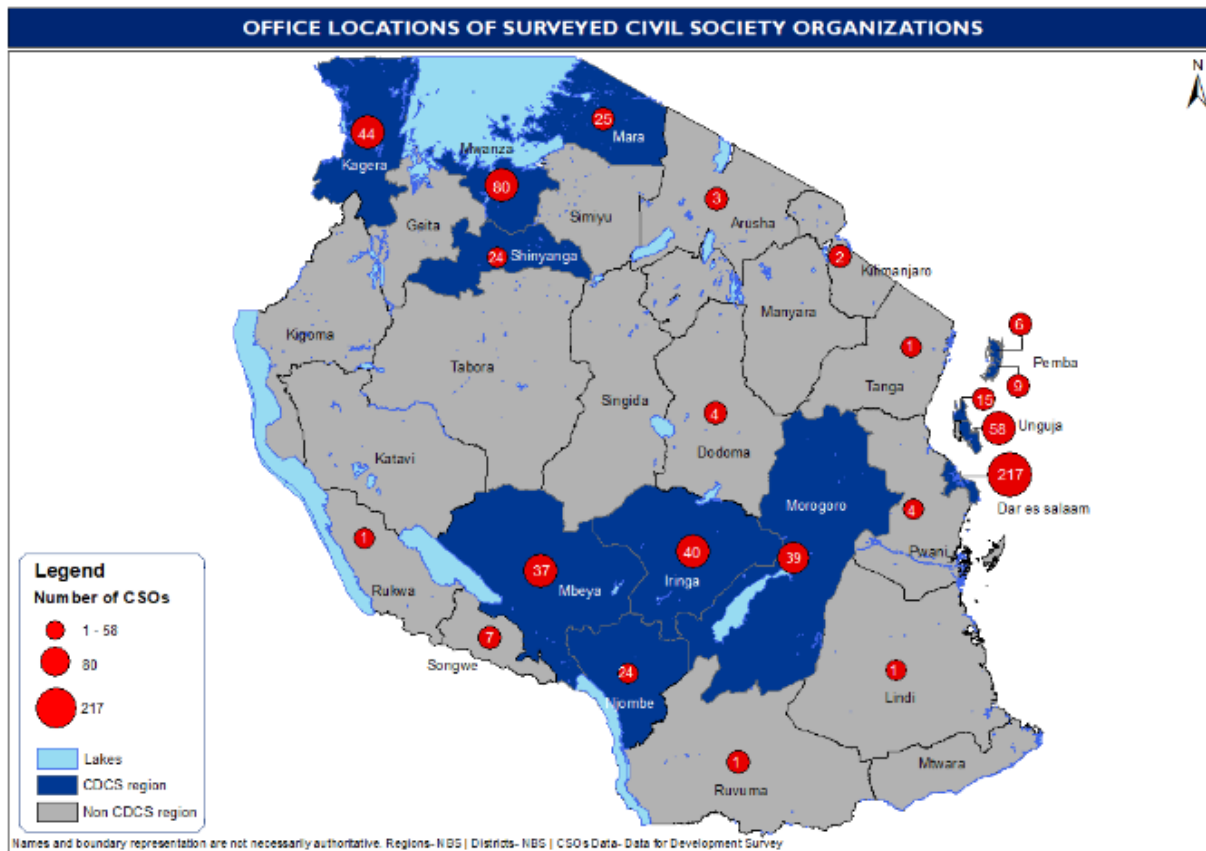 OFFICE LOCATIONS OF SURVEYED CIVIL SOCIETY ORGANIZATIONS
N
25
Mara
44
Kagera
Mwanza
80
Simiyu
Geita
3
Arusha
24
Shinyanga
2
Kilimanjaro
Kigoma
Manyara
6
Pemba
9
Tabora
1
Tanga
15
58
Unguja
Singida
4
Dodoma
Katavi
217
Dar es salaam
Morogoro
4
Pwani
1
Rukwa
37
Mbeya
40
Iringa
39
7
Songwe
24
Njombe
1
Lindi
1
Ruvuma
Mtwara
Legend
Number of CSOs
1 - 58
80
217
Lakes
CDCS region
Non CDCS region
Names and boundary representation are not necessarily authoritative. Regions- NBS | Districts- NBS | CSOs Data- Data for Development Survey